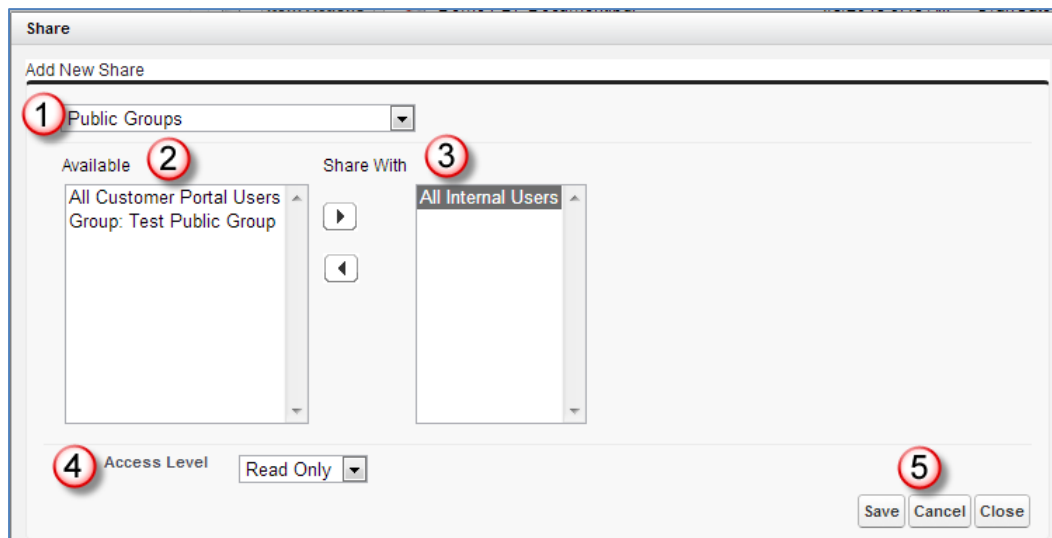 Share
Add New Share
1 Public Groups
Available 2 Share With 3
All Customer Portal Users
Group: Test Public Group
All Internal Users
4 Access Level Read Only
5
Save Cancel Close